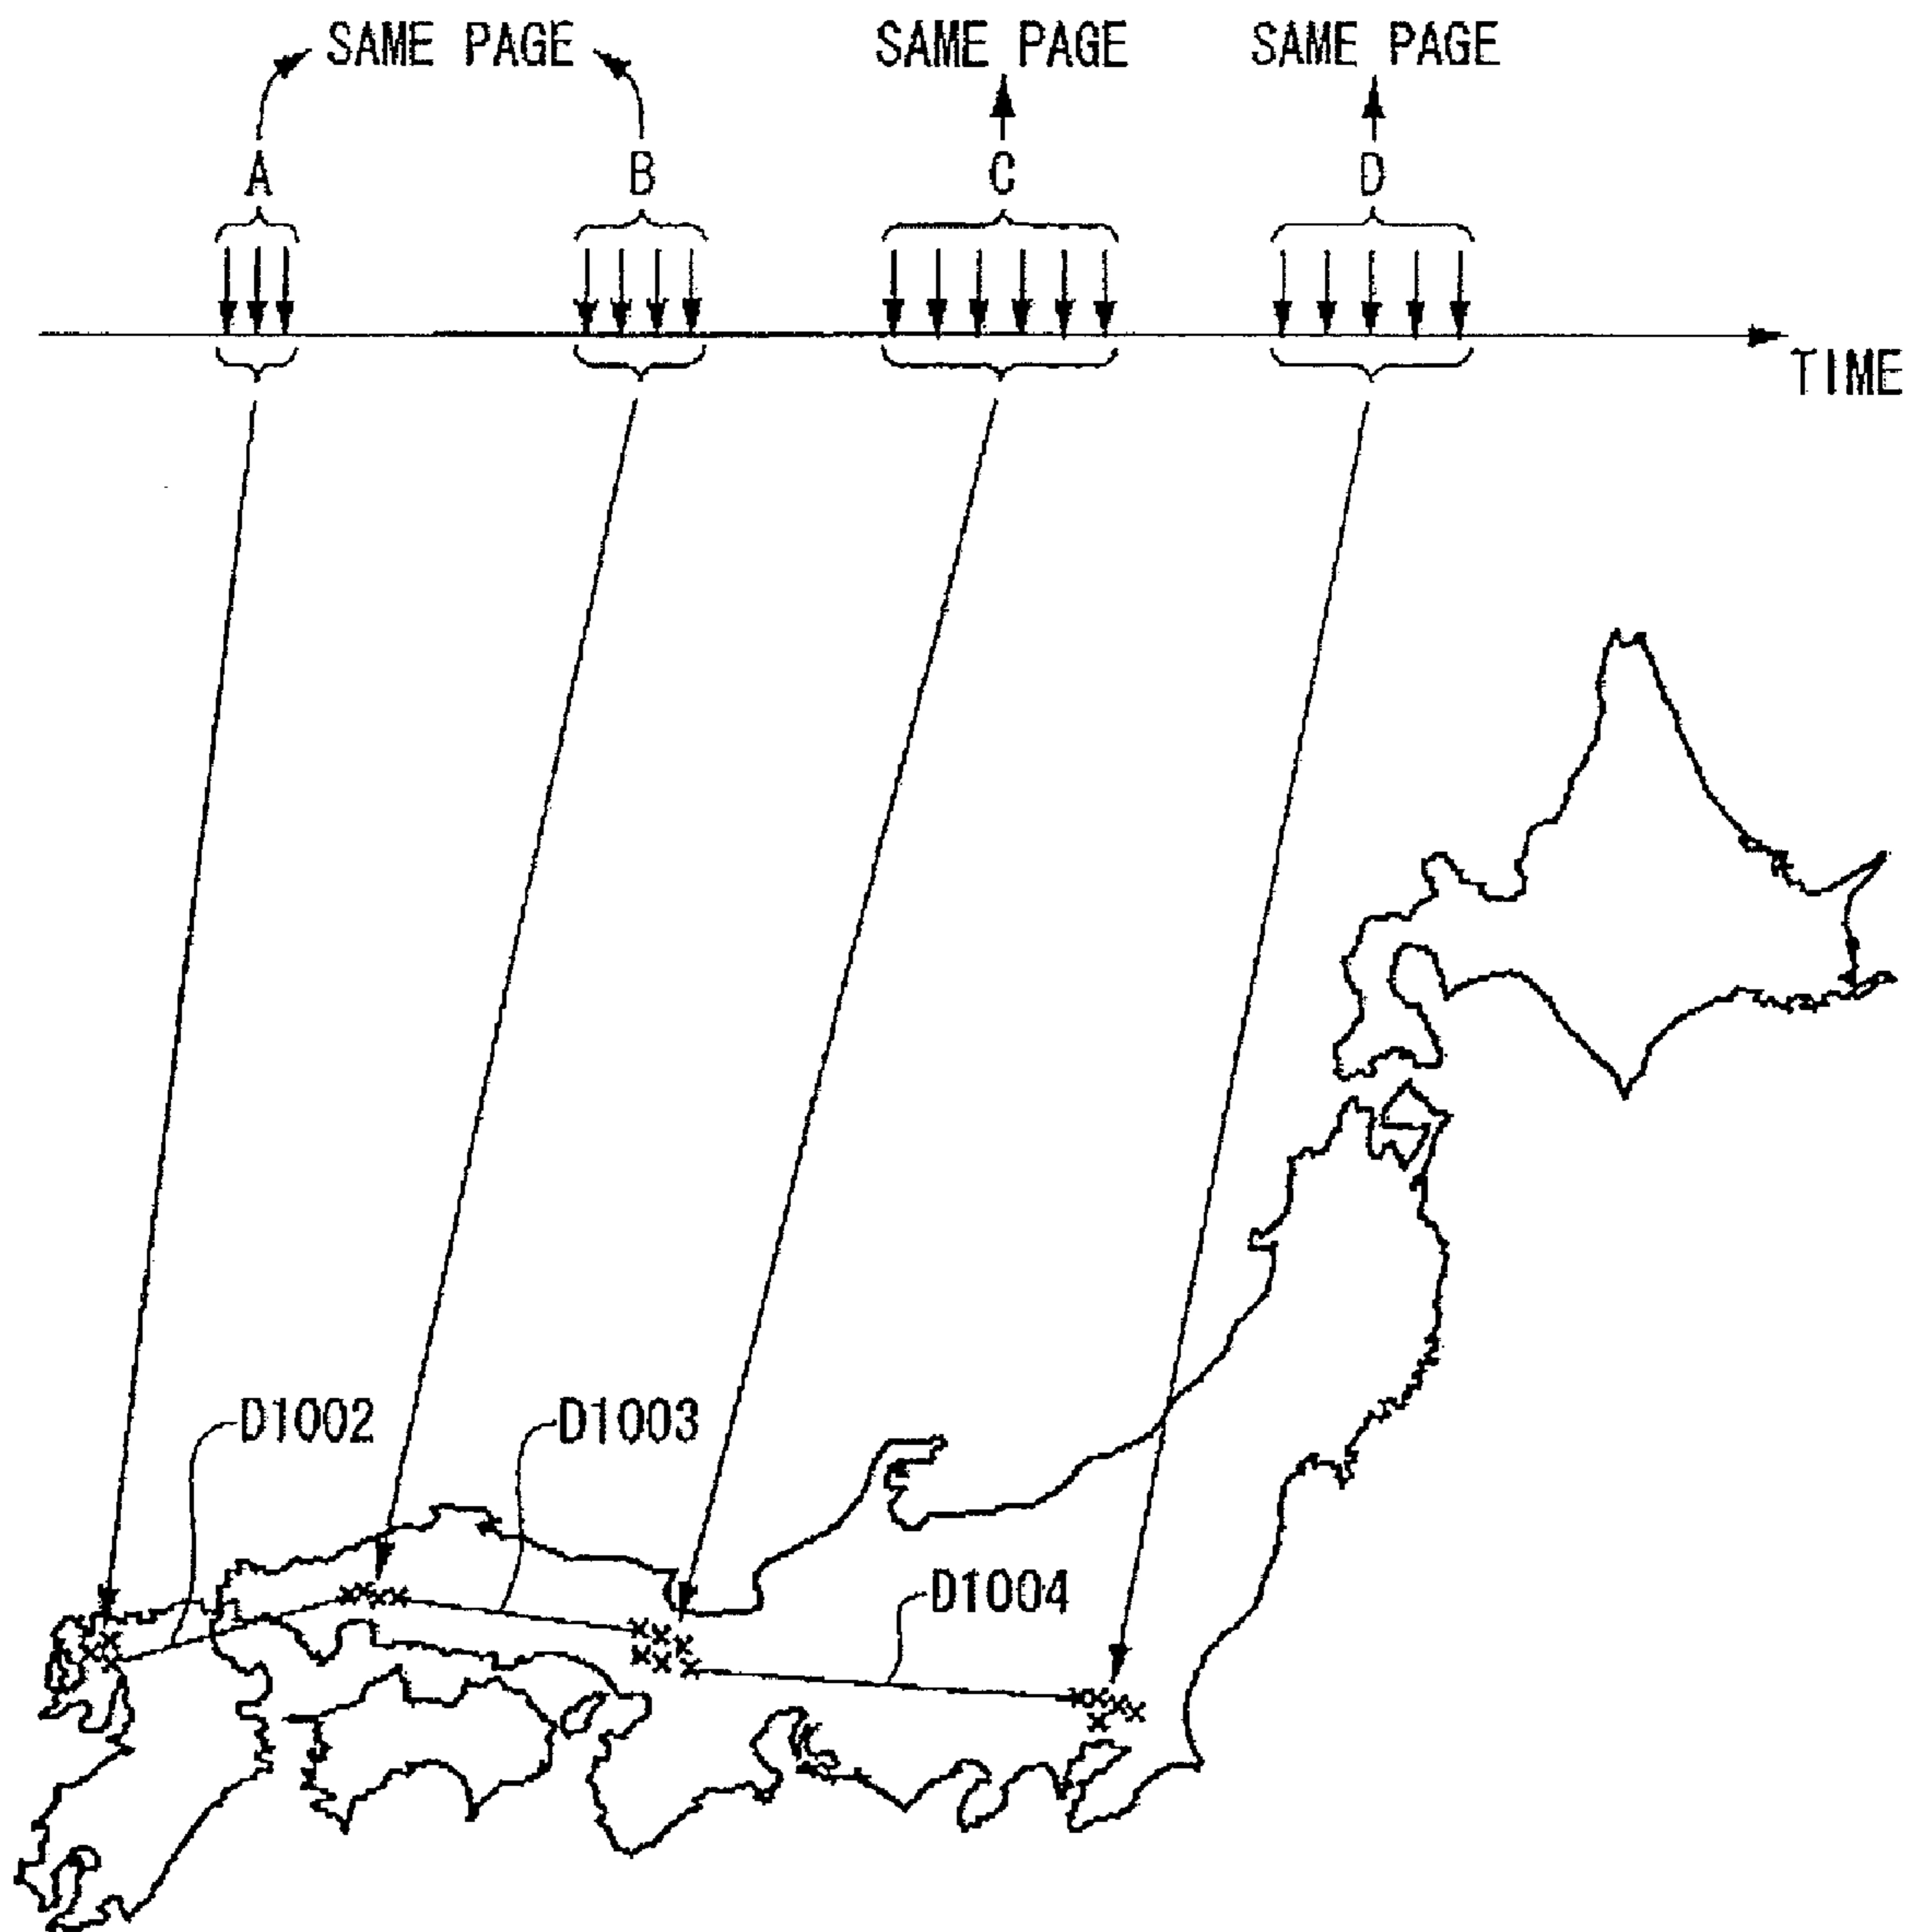 SAME PAGE SAME PAGE SAME PAGE
A B C D
TIME
D1002 D1003
D1004